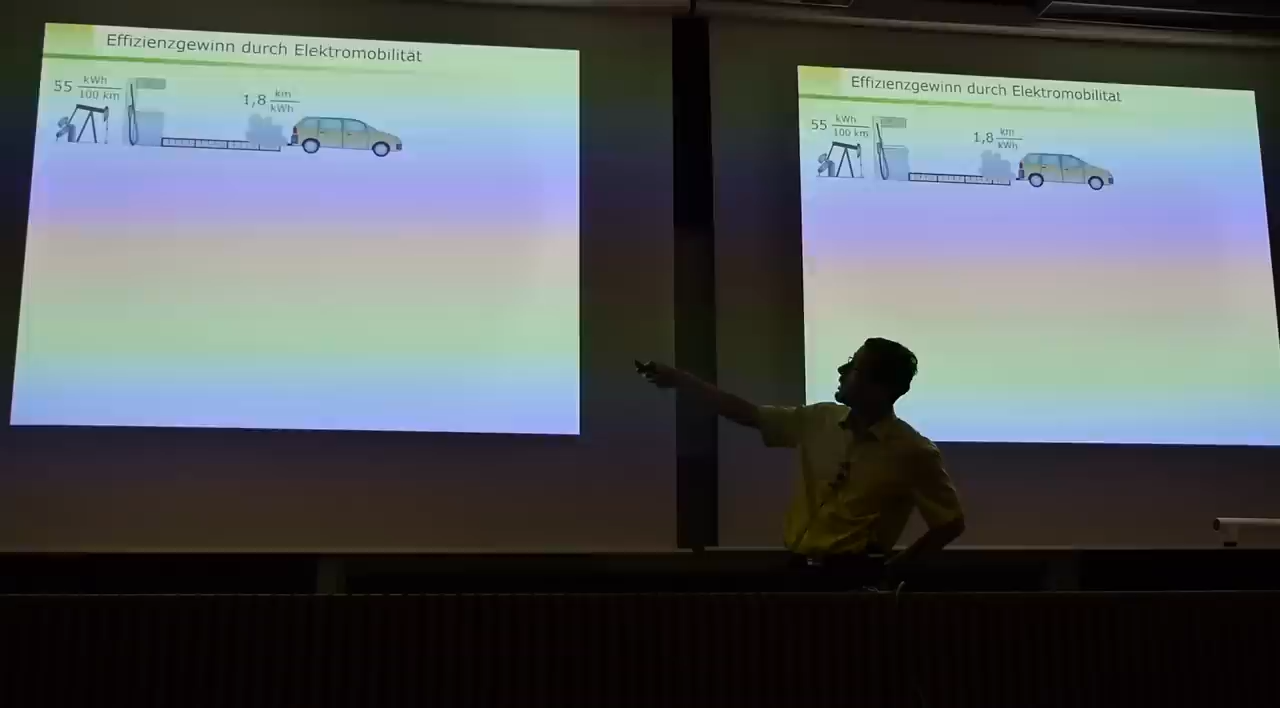 Effizienzgewinn durch Elektromobilität
55 kWh/100 km
1,8 km/kWh
Effizienzgewinn durch Elektromobilität
55 kWh/100 km
1,8 km/kWh